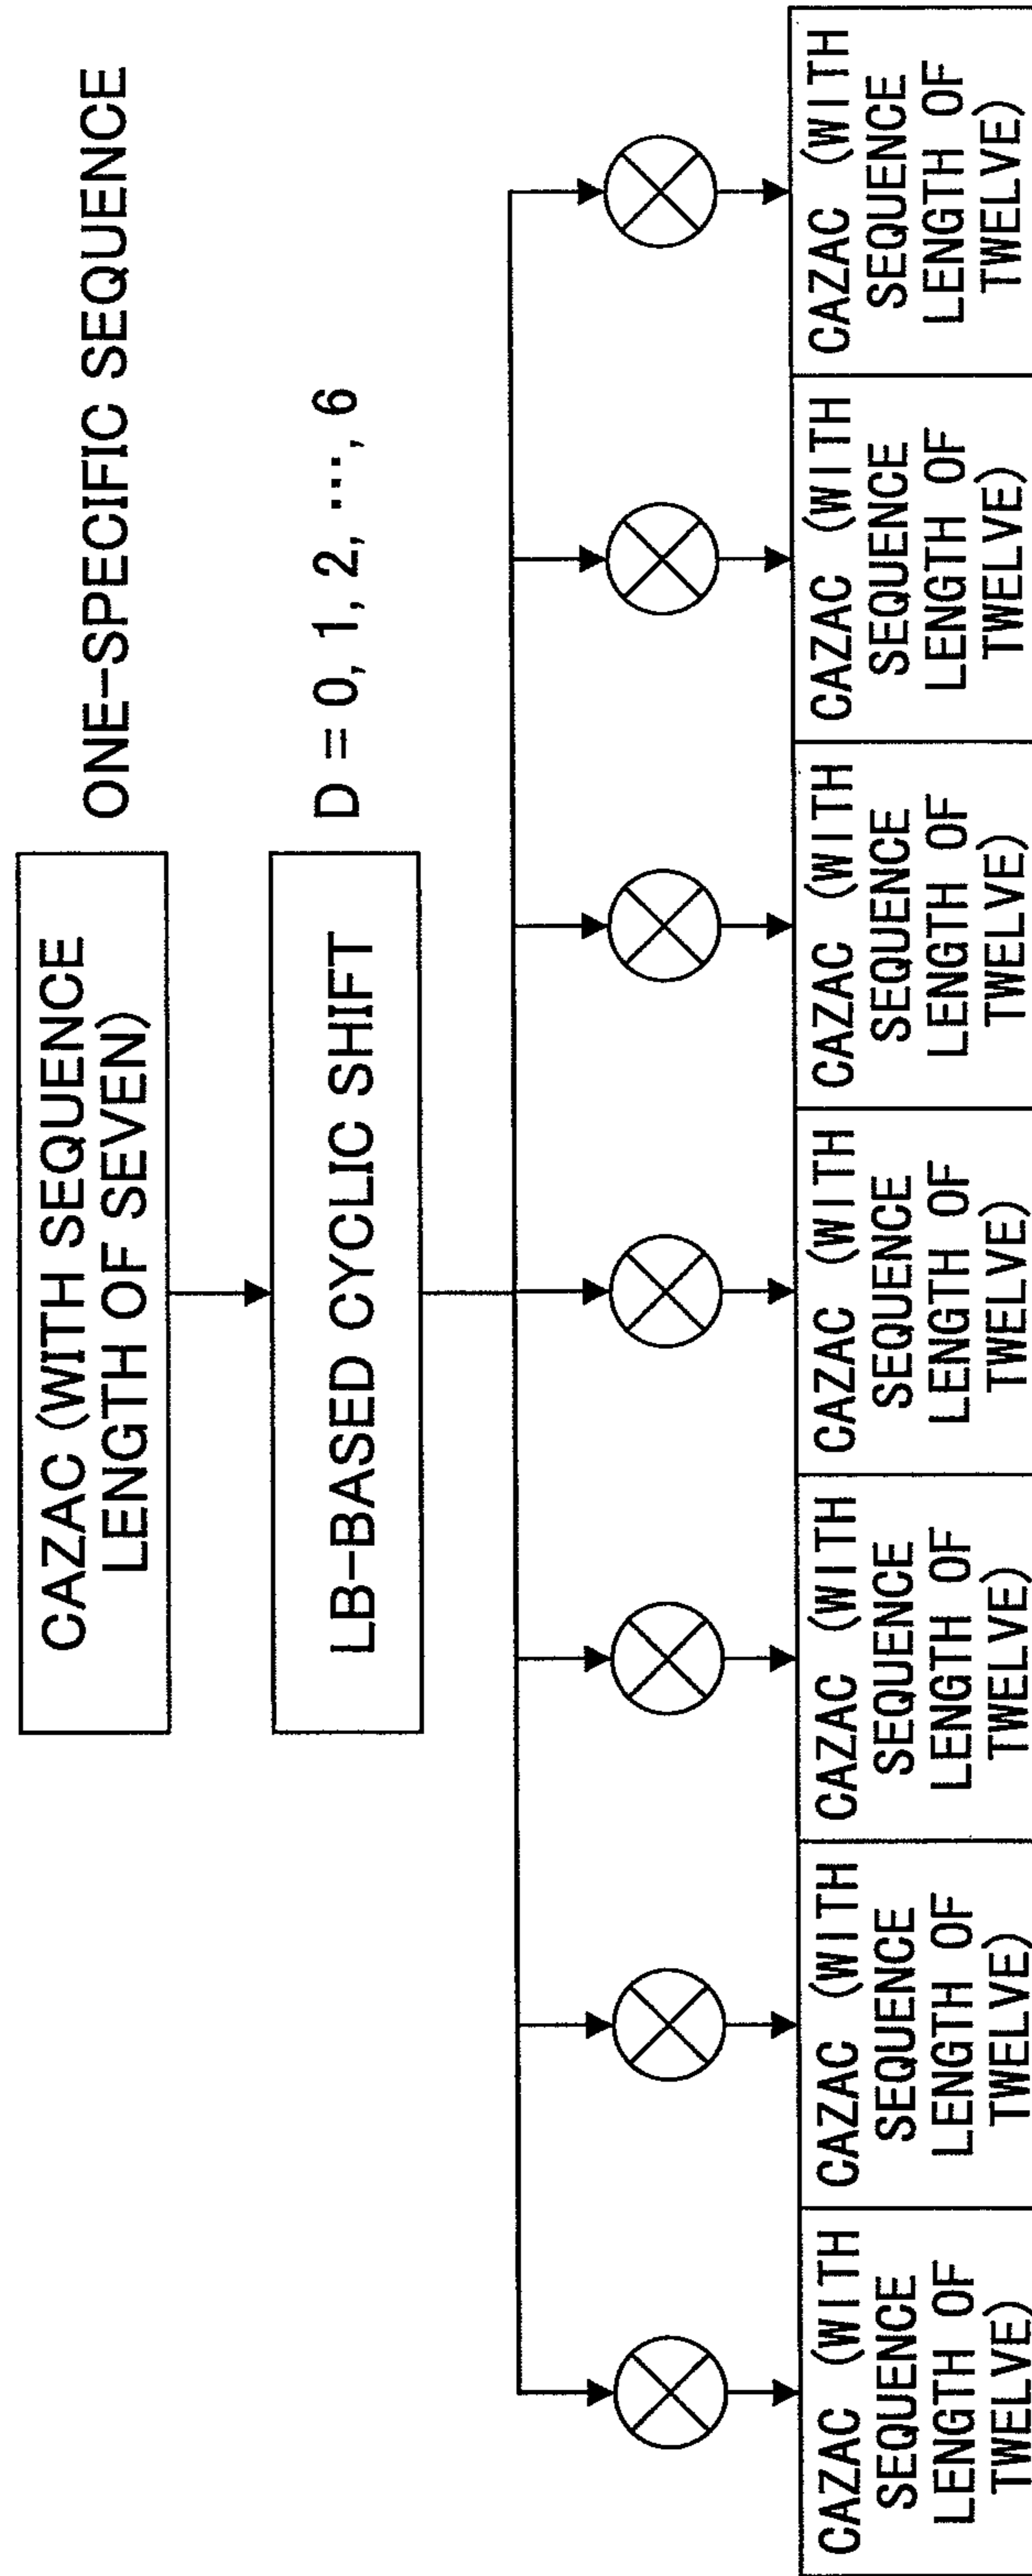 CAZAC (WITH SEQUENCE
LENGTH OF SEVEN)
ONE-SPECIFIC SEQUENCE
LB-BASED CYCLIC SHIFT
D = 0, 1, 2, ···, 6
CAZAC (WITH
SEQUENCE
LENGTH OF
TWELVE)
CAZAC (WITH
SEQUENCE
LENGTH OF
TWELVE)
CAZAC (WITH
SEQUENCE
LENGTH OF
TWELVE)
CAZAC (WITH
SEQUENCE
LENGTH OF
TWELVE)
CAZAC (WITH
SEQUENCE
LENGTH OF
TWELVE)
CAZAC (WITH
SEQUENCE
LENGTH OF
TWELVE)
CAZAC (WITH
SEQUENCE
LENGTH OF
TWELVE)